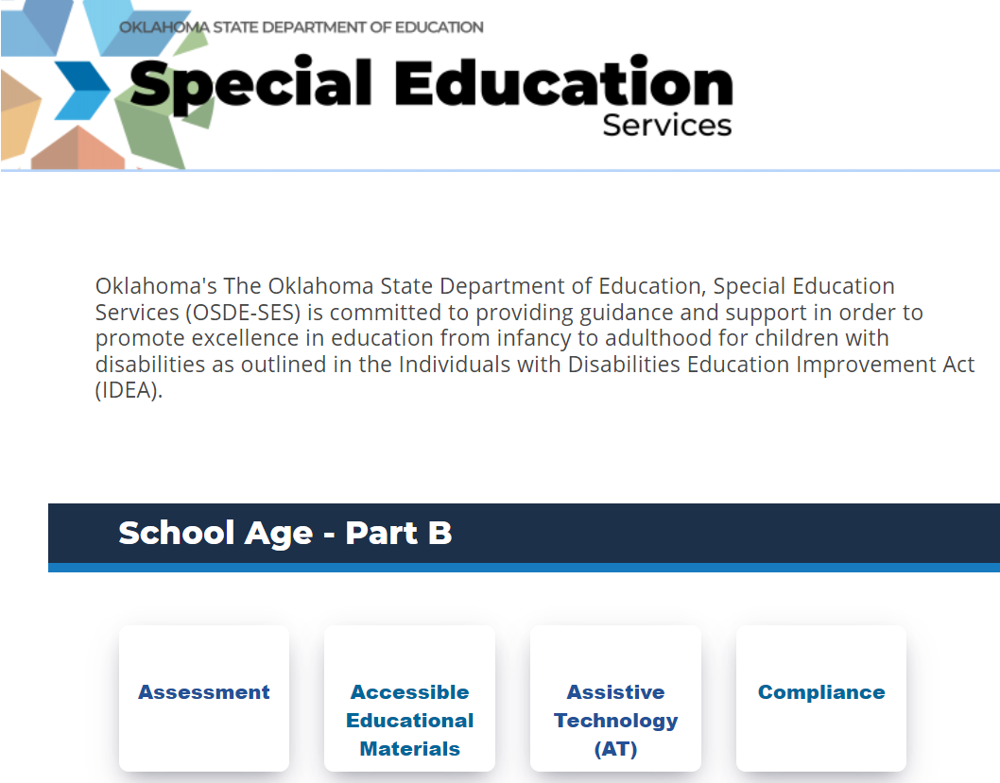 OKLAHOMA STATE DEPARTMENT OF EDUCATION
Special Education
Services
Oklahoma's The Oklahoma State Department of Education, Special Education
Services (OSDE-SES) is committed to providing guidance and support in order to
promote excellence in education from infancy to adulthood for children with
disabilities as outlined in the Individuals with Disabilities Education Improvement Act
(IDEA).
School Age - Part B
Assessment
Accessible
Educational
Materials
Assistive
Technology
(AT)
Compliance